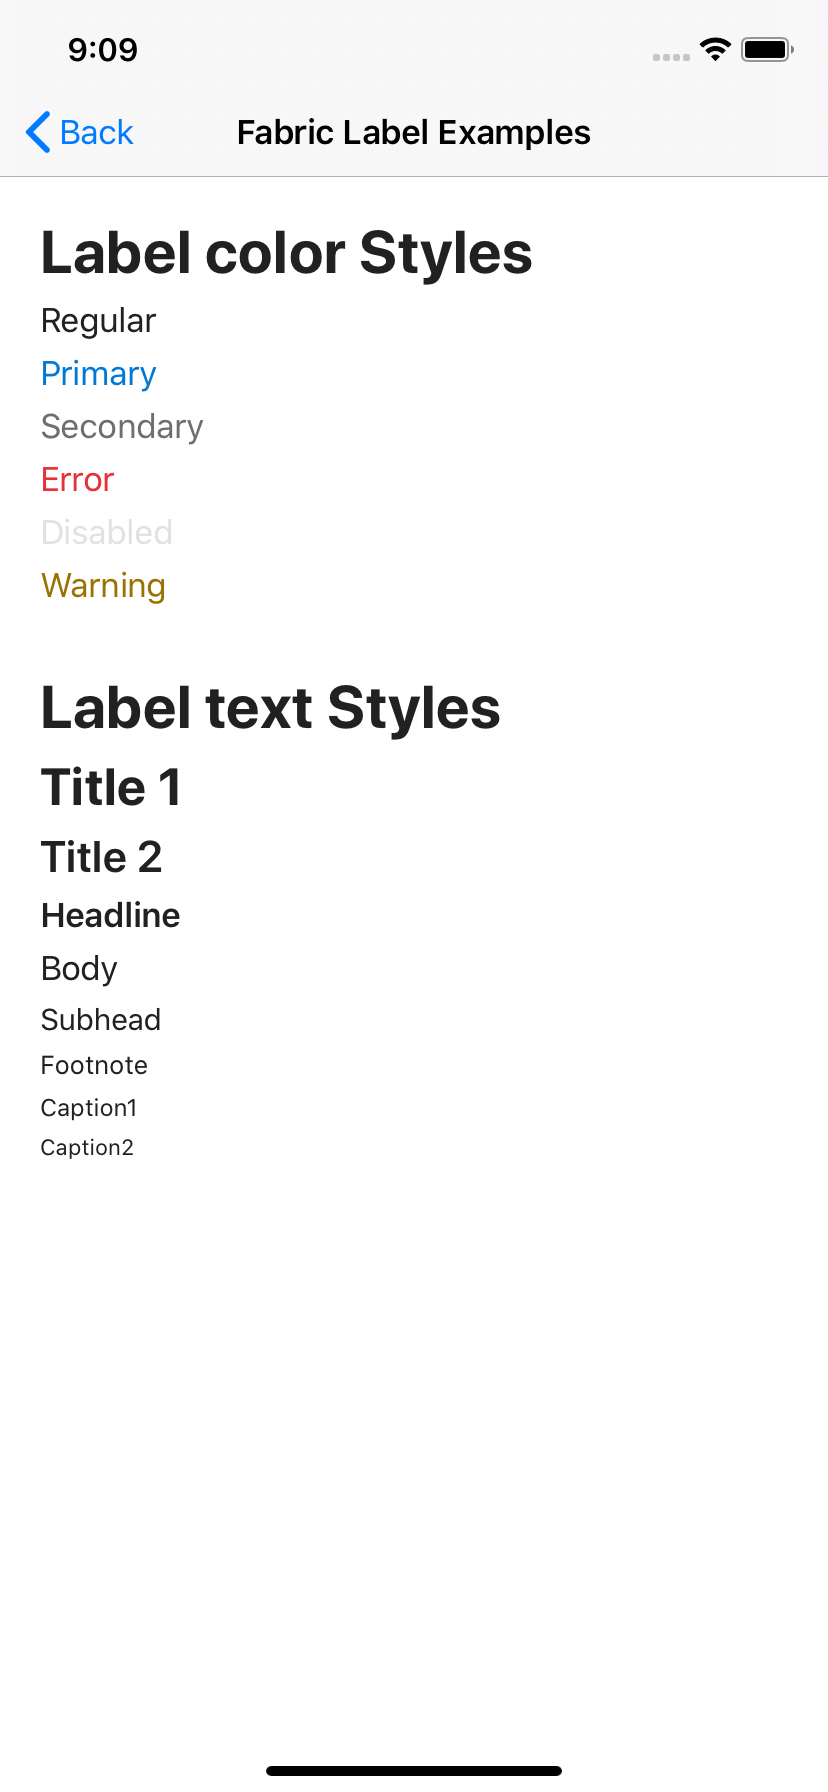 9:09
Back
Fabric Label Examples
Label color Styles
Regular
Primary
Secondary
Error
Disabled
Warning
Label text Styles
Title 1
Title 2
Headline
Body
Subhead
Footnote
Caption1
Caption2